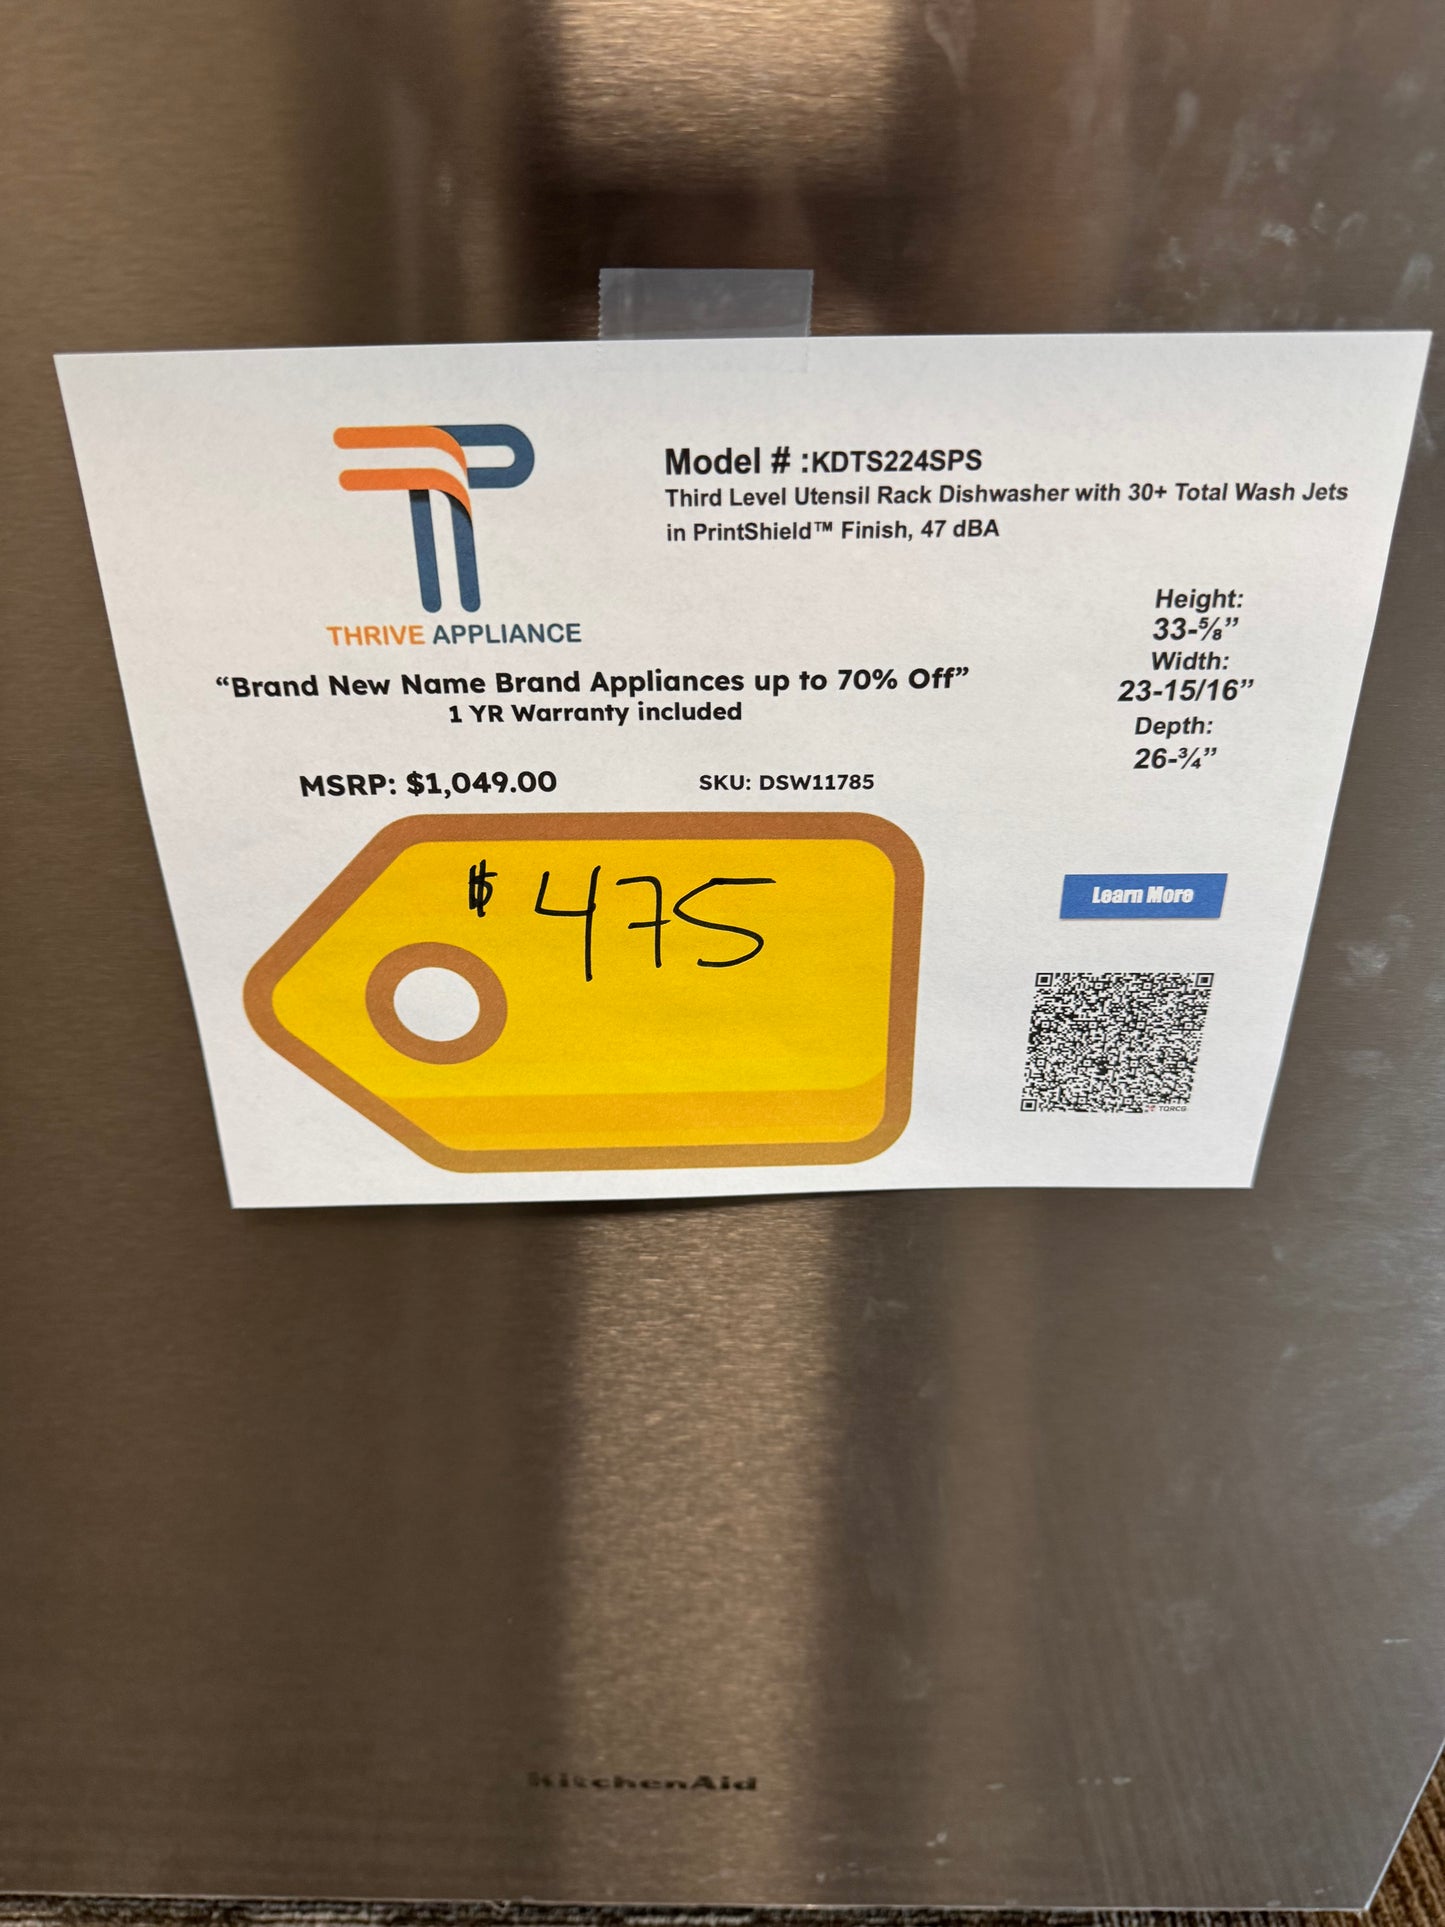 THRIVE APPLIANCE
Model # :KDTS224SPS
Third Level Utensil Rack Dishwasher with 30+ Total Wash Jets
in PrintShield™ Finish, 47 dBA
Height:
33-⅝”
Width:
23-15/16”
Depth:
26-¾”
“Brand New Name Brand Appliances up to 70% Off”
1 YR Warranty included
MSRP: $1,049.00
SKU: DSW11785
$ 475
Learn More
TQRCG
KitchenAid